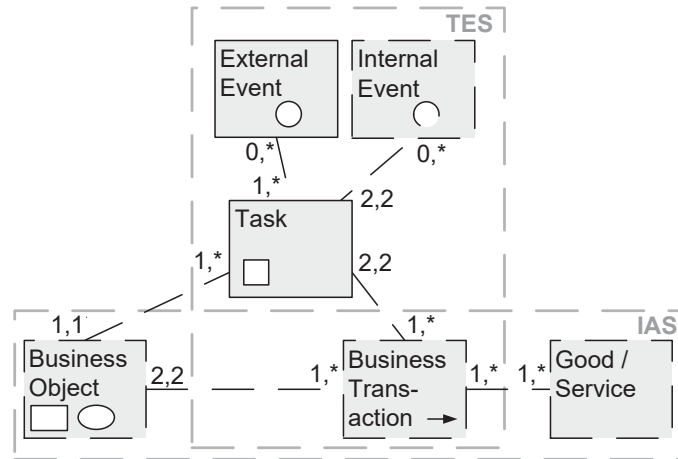 TES
External
Event
Internal
Event
0,*
0,*
1,*
2,2
Task
1,*
2,2
1,1
1,*
IAS
Business
Object
2,2
1,*
Business
Trans-
action
1,*
1,*
Good /
Service